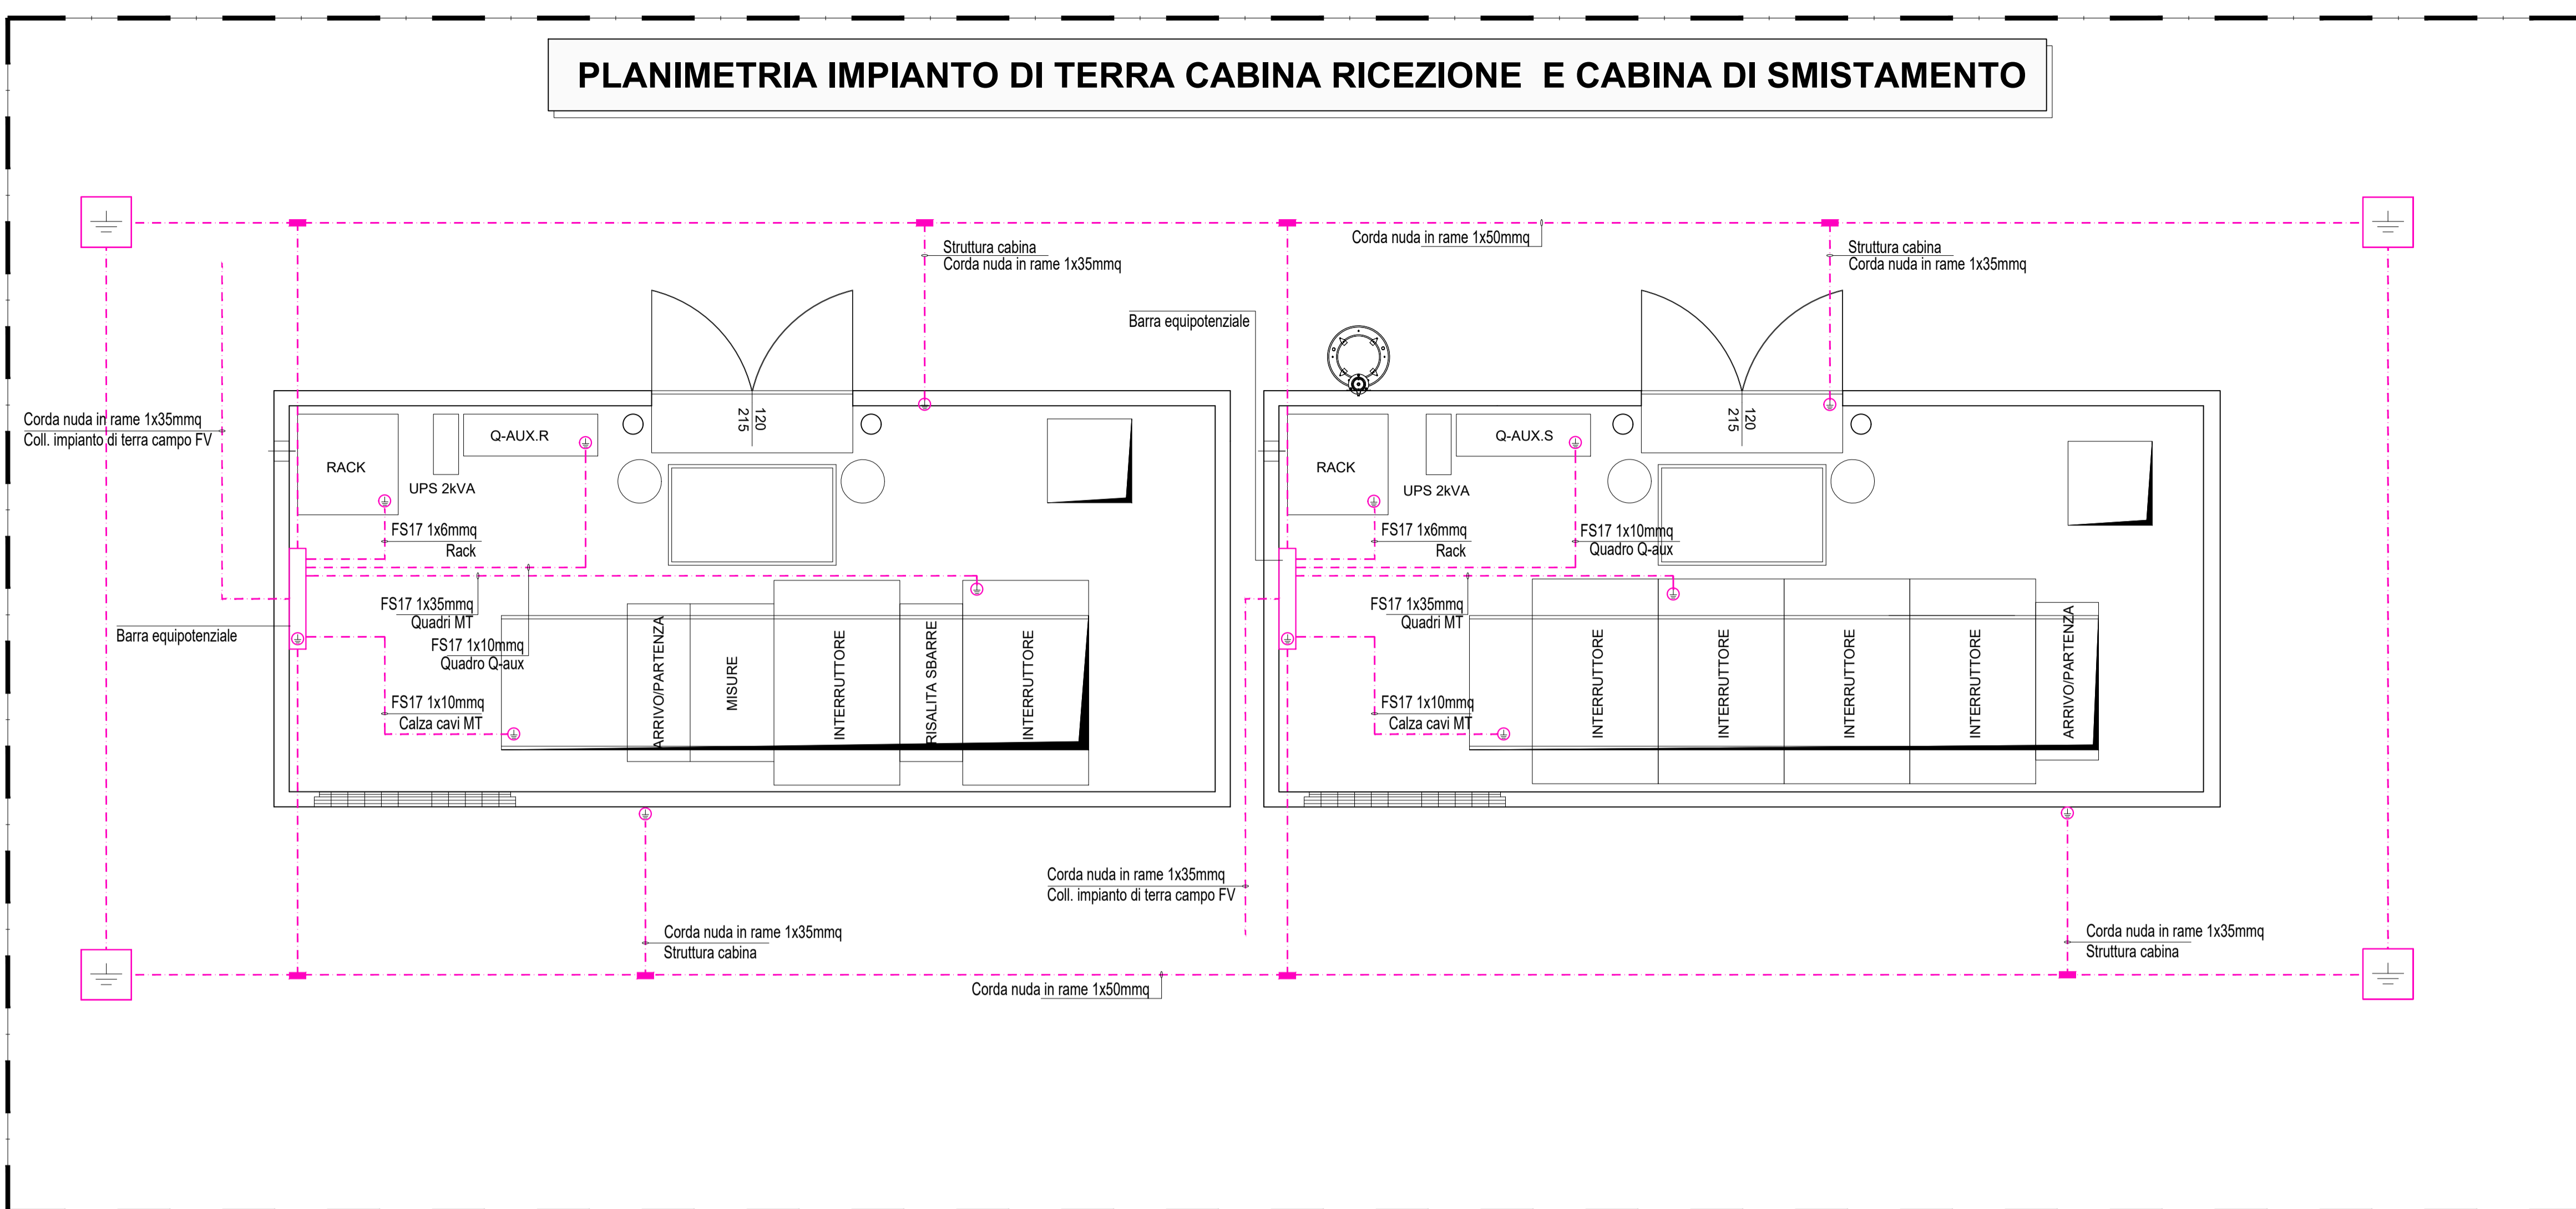 PLANIMETRIA IMPIANTO DI TERRA CABINA RICEZIONE E CABINA DI SMISTAMENTO
Corda nuda in rame 1x50mmq
Struttura cabina
Corda nuda in rame 1x35mmq
Struttura cabina
Corda nuda in rame 1x35mmq
Barra equipotenziale
Corda nuda in rame 1x35mmq
Coll. impianto di terra campo FV
RACK
UPS 2kVA
Q-AUX.R
120
215
FS17 1x6mmq
Rack
FS17 1x35mmq
Quadri MT
FS17 1x10mmq
Quadro Q-aux
Barra equipotenziale
FS17 1x10mmq
Calza cavi MT
ARRIVO/PARTENZA
MISURE
INTERRUTTORE
RISALITA SBARRE
INTERRUTTORE
RACK
UPS 2kVA
Q-AUX.S
120
215
FS17 1x6mmq
Rack
FS17 1x10mmq
Quadro Q-aux
FS17 1x35mmq
Quadri MT
FS17 1x10mmq
Calza cavi MT
INTERRUTTORE
INTERRUTTORE
INTERRUTTORE
INTERRUTTORE
ARRIVO/PARTENZA
Corda nuda in rame 1x35mmq
Coll. impianto di terra campo FV
Corda nuda in rame 1x35mmq
Struttura cabina
Corda nuda in rame 1x35mmq
Struttura cabina
Corda nuda in rame 1x50mmq